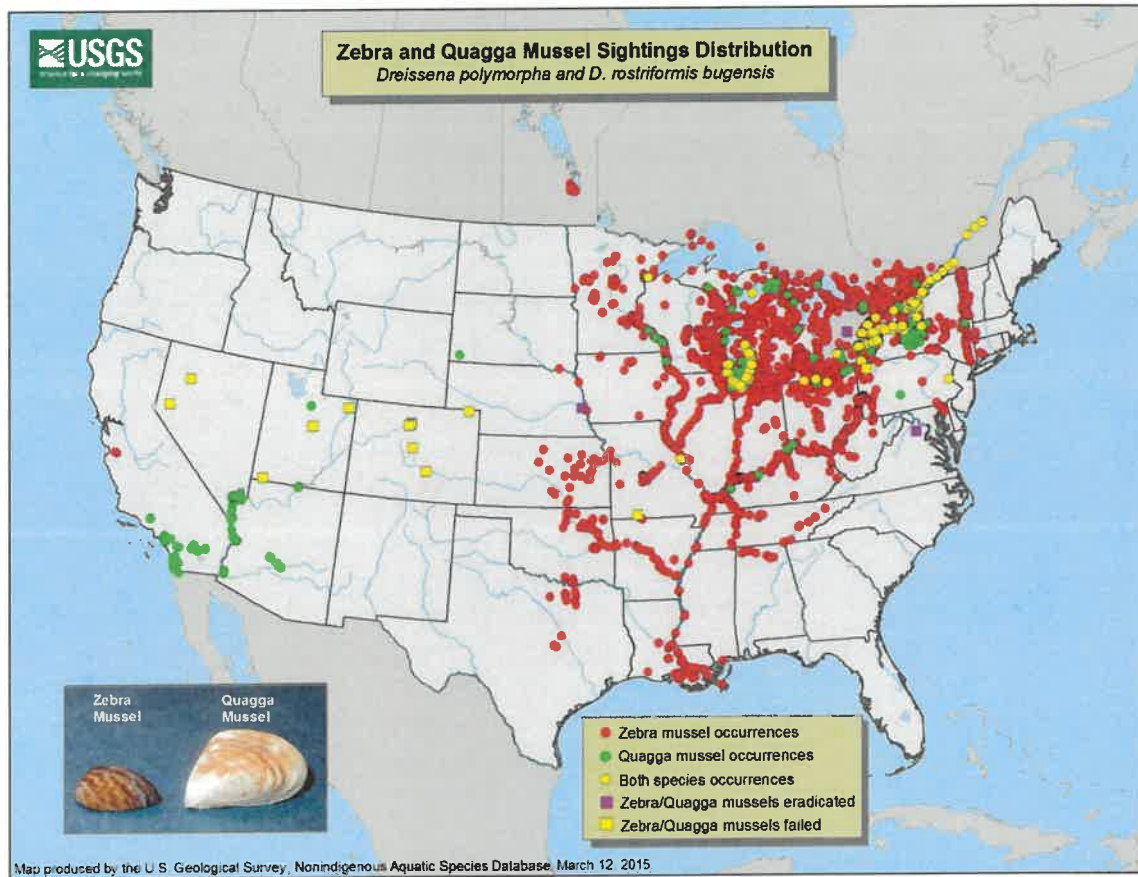 USGS
Zebra and Quagga Mussel Sightings Distribution
Dreissena polymorpha and D. rostriformis bugensis
Zebra
Mussel
Quagga
Mussel
Zebra mussel occurrences
Quagga mussel occurrences
Both species occurrences
Zebra/Quagga mussels eradicated
Zebra/Quagga mussels failed
Map produced by the U.S. Geological Survey, Nonindigenous Aquatic Species Database, March 12, 2015